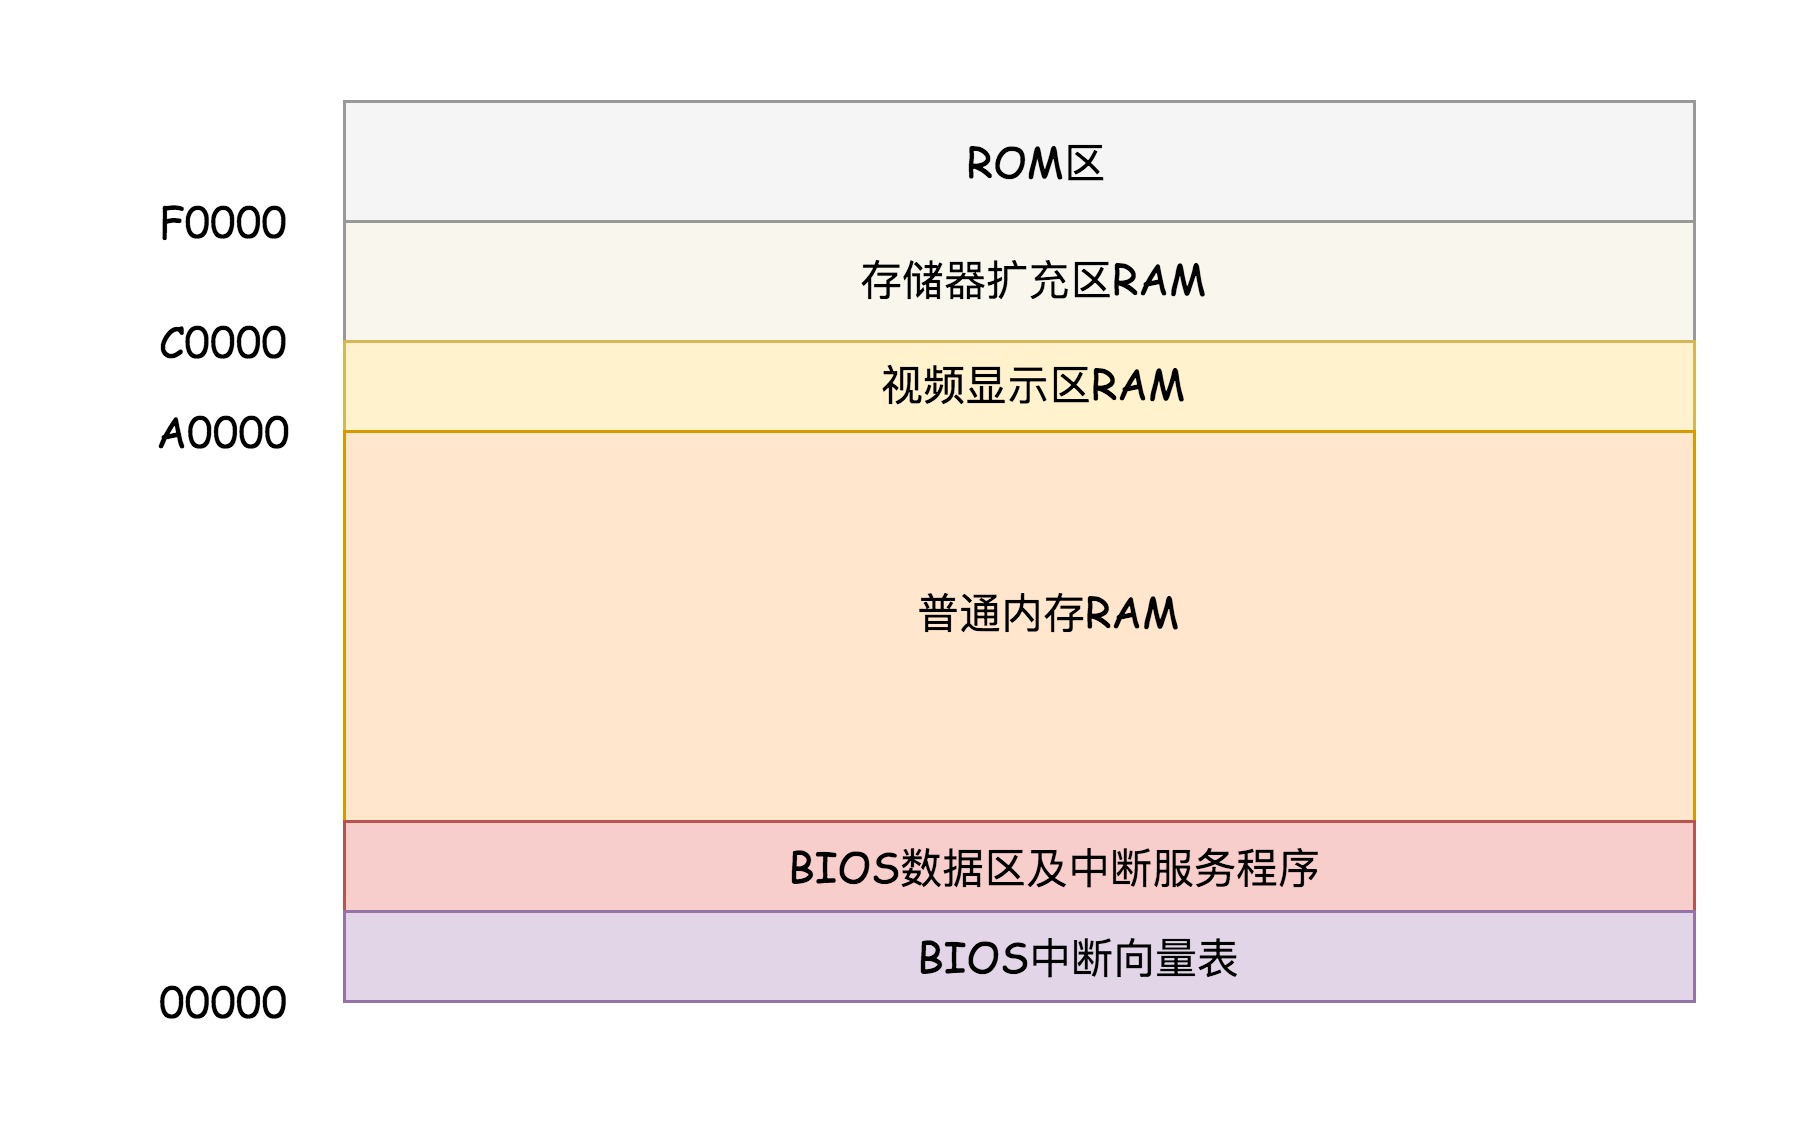 ROM区
F0000
存储器扩充区RAM
C0000
视频显示区RAM
A0000
普通内存RAM
BIOS数据区及中断服务程序
BIOS中断向量表
00000